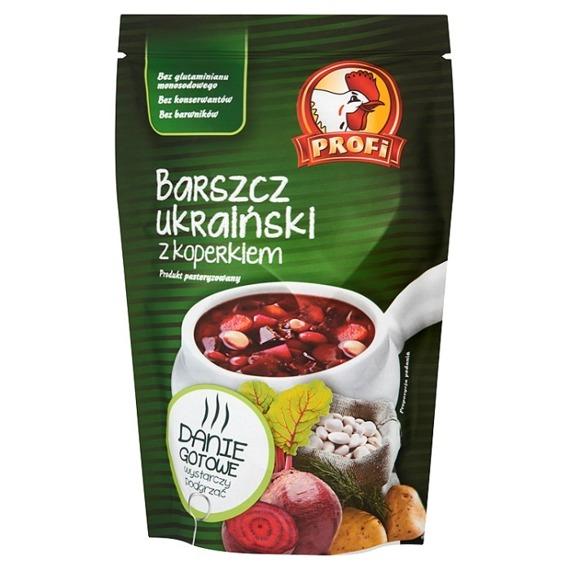 Bez glutaminianu
monosodowego
Bez konserwantów
Bez barwników
PROFi
Barszcz
ukraiński
z koperkiem
Produkt pasteryzowany
Propozycja podania
DANIE
GOTOWE
wystarczy
podgrzać